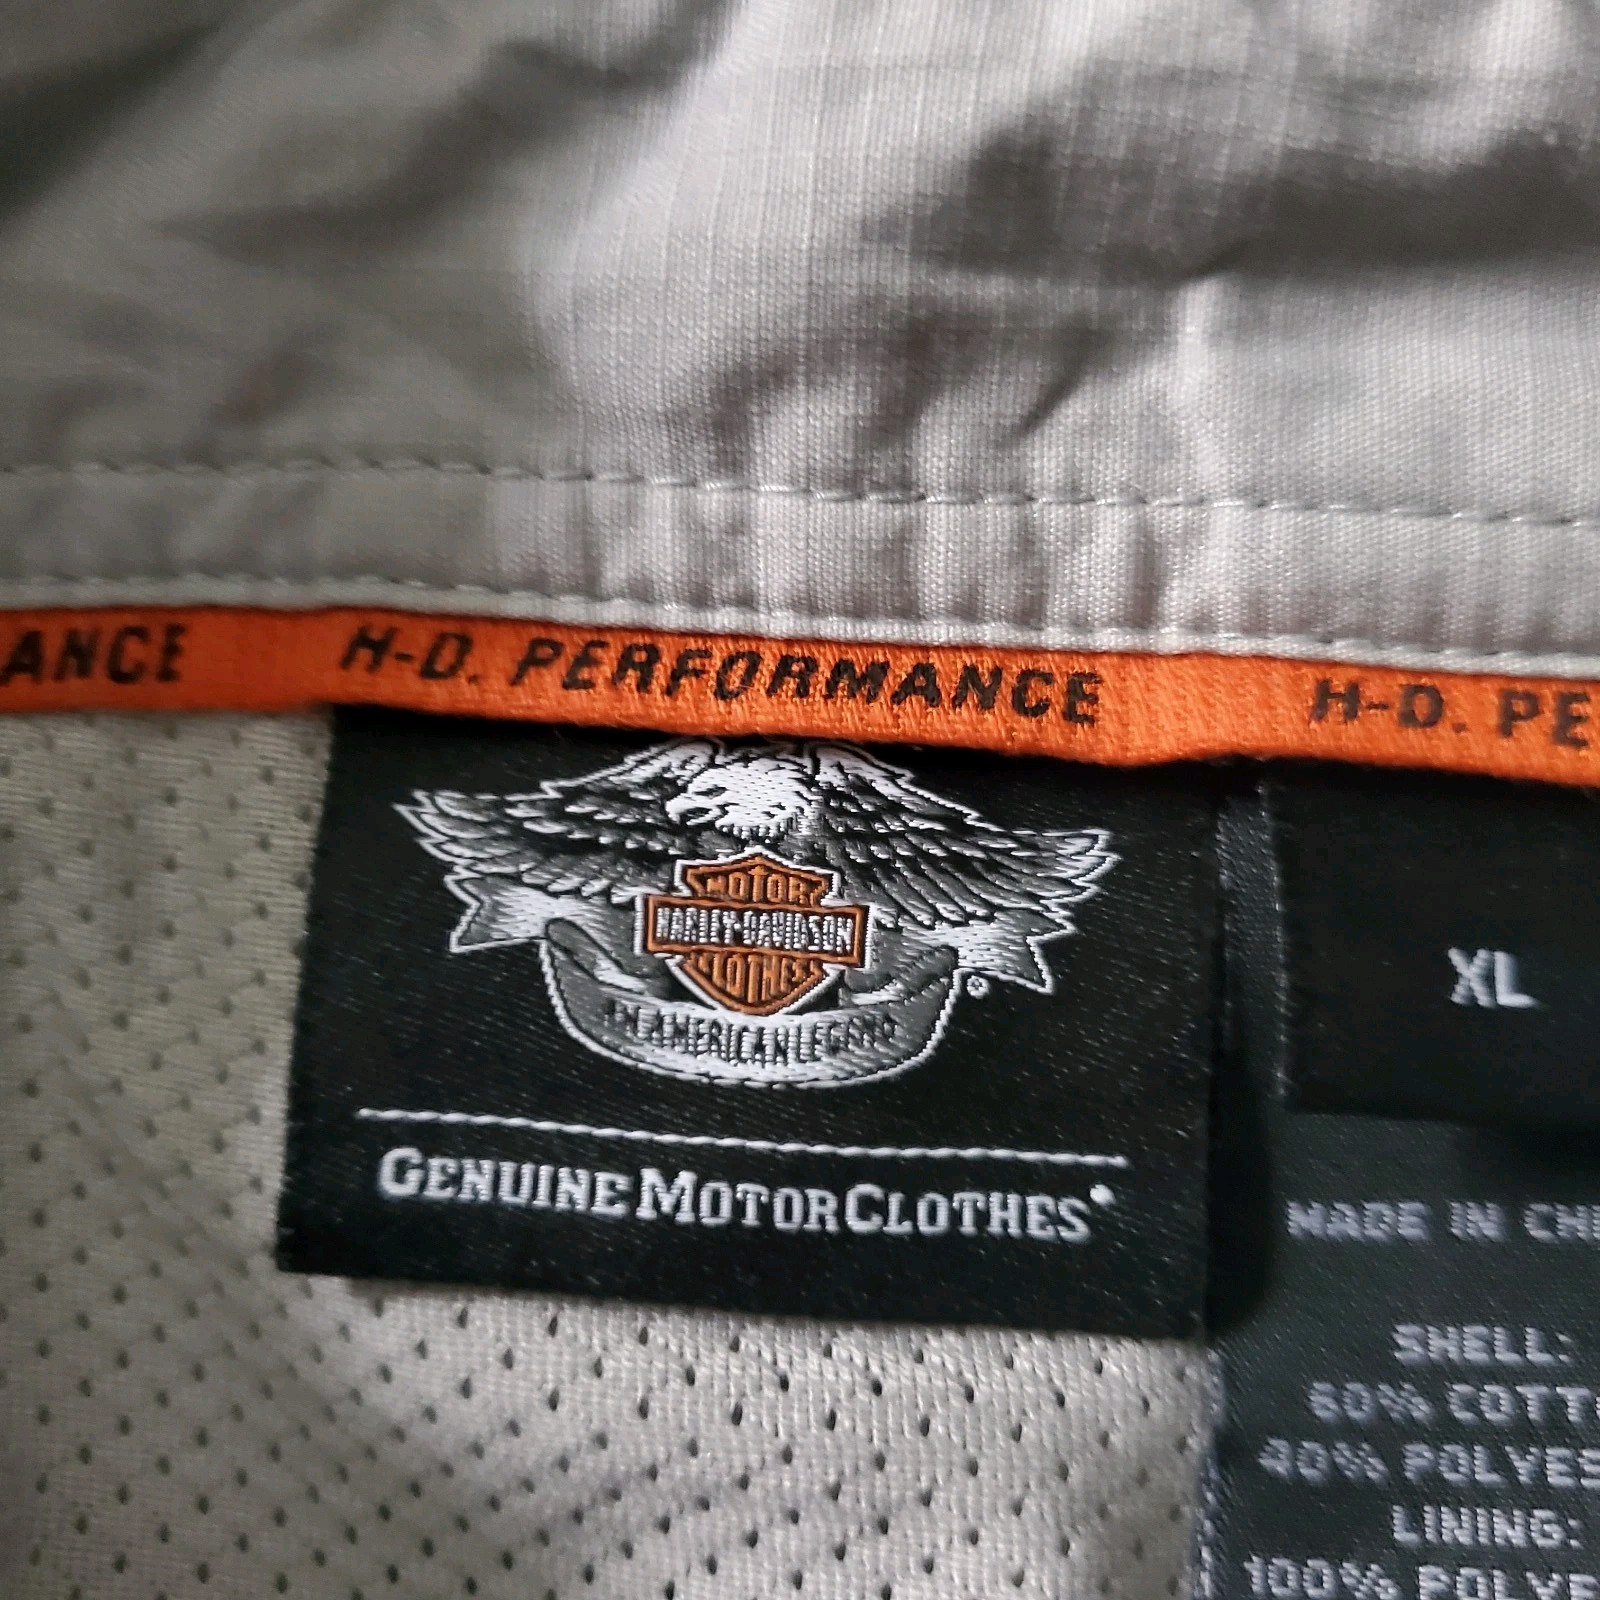 ANCE H-D. PERFORMANCE H-D. PE
MOTOR
HARLEY-DAVIDSON
CLOTHES
®
AN AMERICAN LEGEND
GENUINE MOTORCLOTHES®
XL
MADE IN CHI
SHELL:
60% COTT
40% POLYES
LINING:
100% POLYE